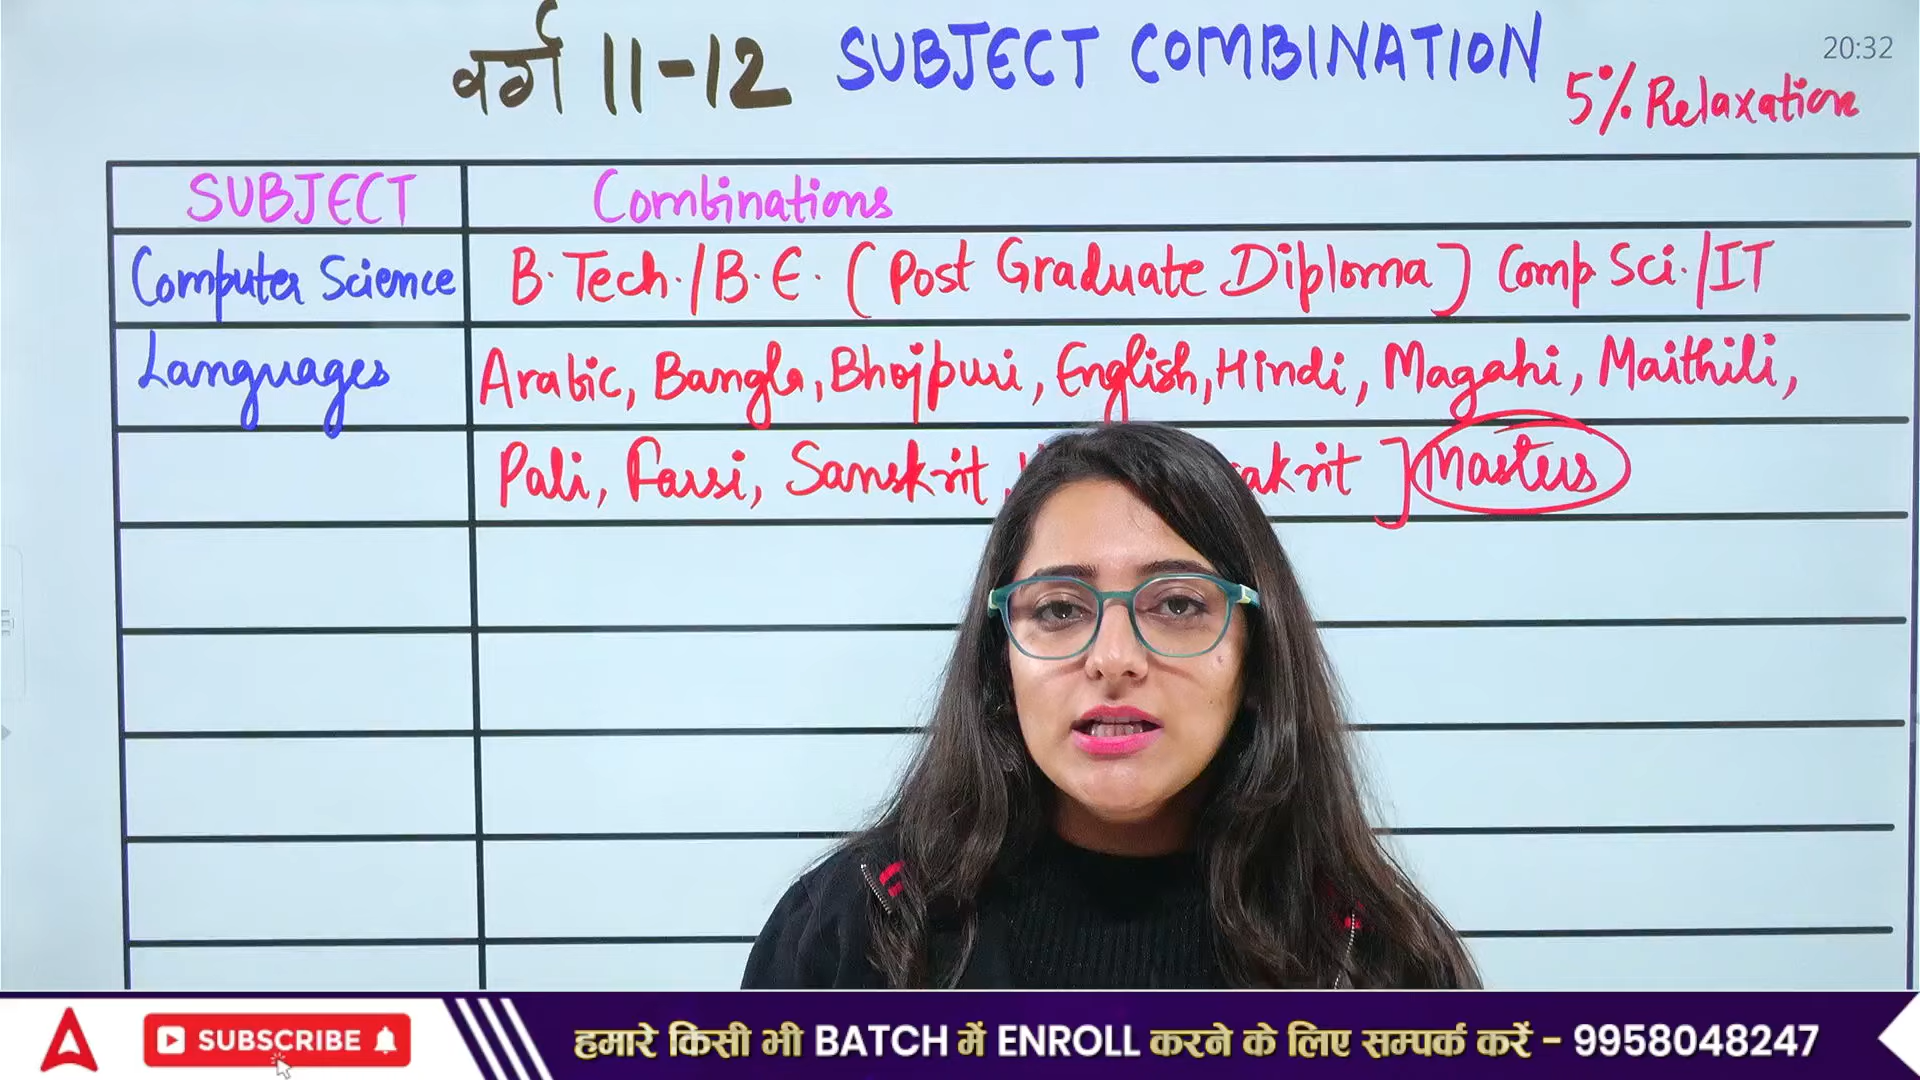 वर्ग 11-12 SUBJECT COMBINATION
20:32
5% Relaxation
SUBJECT Combinations
Computer Science B.Tech./B.E. (Post Graduate Diploma] Comp Sci./IT
Languages Arabic, Bangla, Bhojpuri, English, Hindi, Magahi, Maithili,
Pali, Farsi, Sanskrit, akrit ] Masters
SUBSCRIBE
हमारे किसी भी BATCH में ENROLL करने के लिए सम्पर्क करें - 9958048247